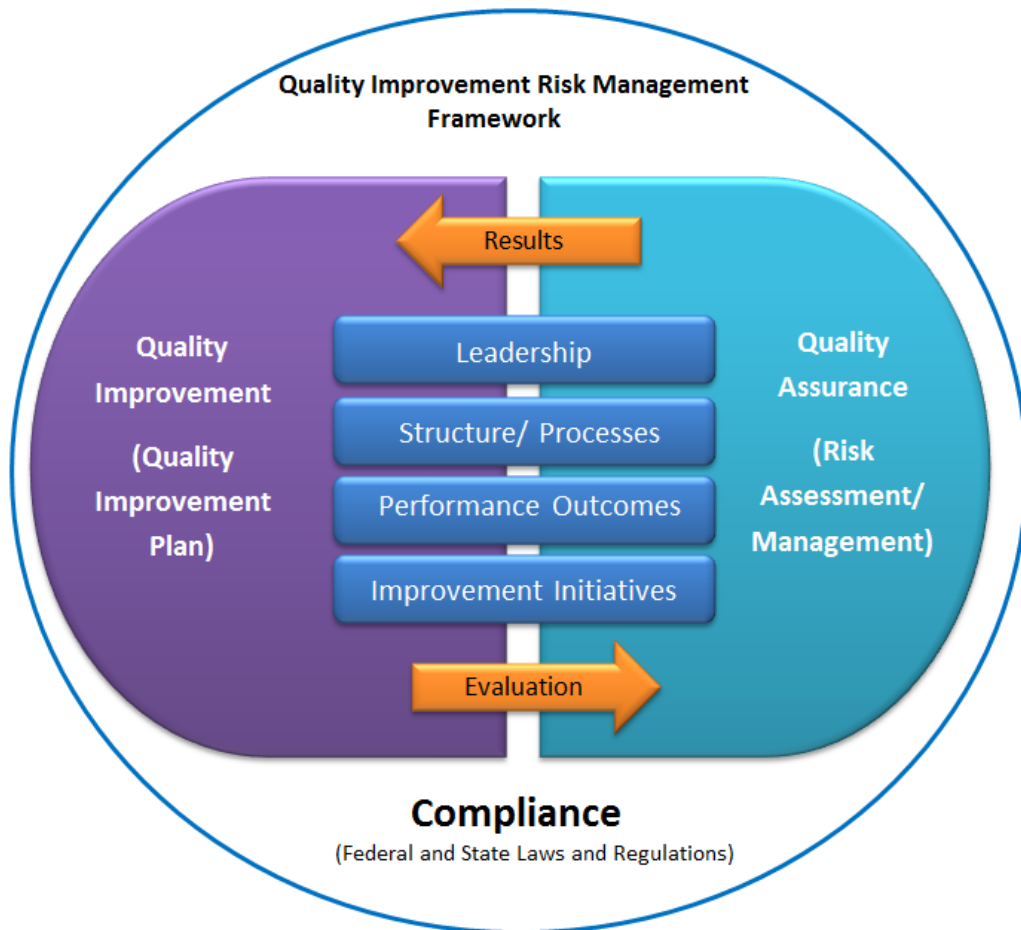 Quality Improvement Risk Management
Framework
Results
Quality
Improvement
(Quality
Improvement
Plan)
Leadership
Structure/ Processes
Performance Outcomes
Improvement Initiatives
Quality
Assurance
(Risk
Assessment/
Management)
Evaluation
Compliance
(Federal and State Laws and Regulations)